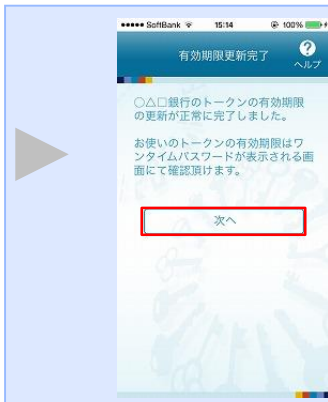 ●●●●● SoftBank 15:14 100%
有効期限更新完了
?
ヘルプ
○△□銀行のトークンの有効期限
の更新が正常に完了しました。
お使いのトークンの有効期限はワ
ンタイムパスワードが表示される画
面にて確認頂けます。
次へ